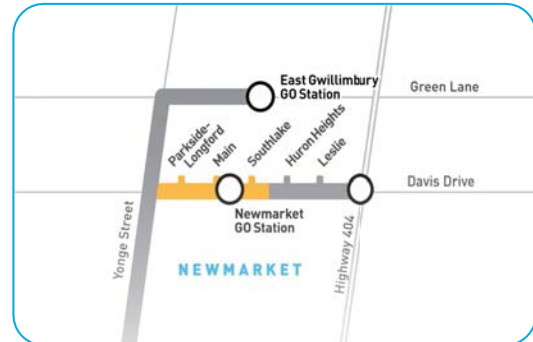 East Gwillimbury
GO Station
Green Lane
Parkside-
Longford
Main
Southlake
Huron Heights
Leslie
Davis Drive
Newmarket
GO Station
Yonge Street
NEWMARKET
Highway 404